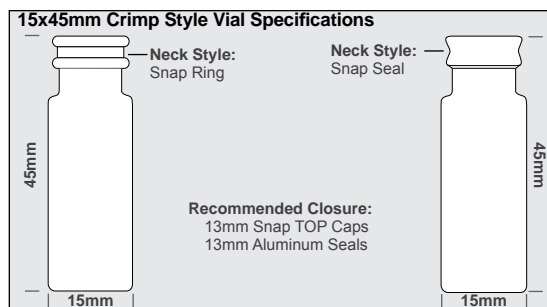 15x45mm Crimp Style Vial Specifications
Neck Style:
Snap Ring
Neck Style:
Snap Seal
45mm
45mm
Recommended Closure:
13mm Snap TOP Caps
13mm Aluminum Seals
15mm
15mm